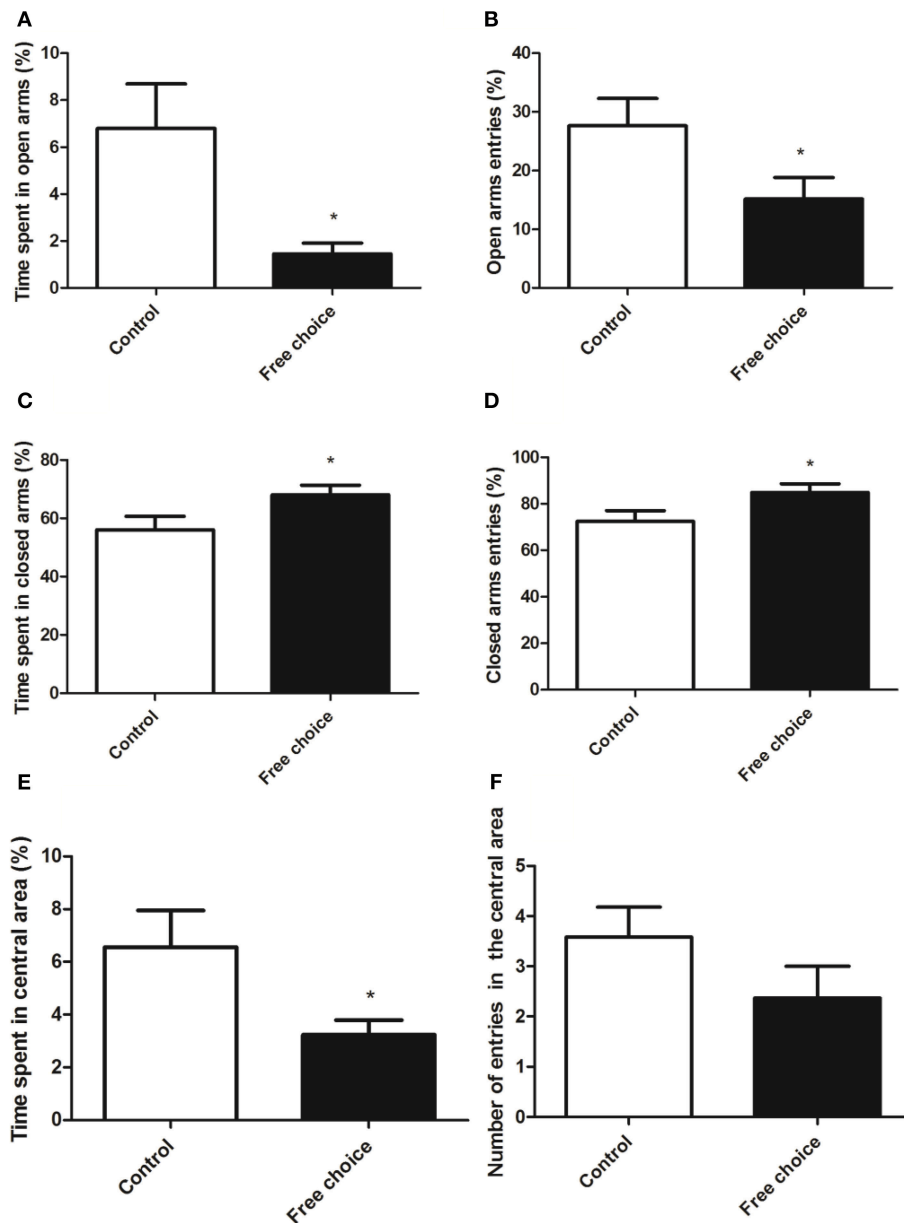 A
Time spent in open arms (%)
10
8
6
4
2
0
*
Control
Free choice
B
Open arms entries (%)
40
30
20
10
0
*
Control
Free choice
C
Time spent in closed arms (%)
80
60
40
20
0
*
Control
Free choice
D
Closed arms entries (%)
100
80
60
40
20
0
*
Control
Free choice
E
Time spent in central area (%)
10
8
6
4
2
0
*
Control
Free choice
F
Number of entries in the central area
5
4
3
2
1
0
Control
Free choice